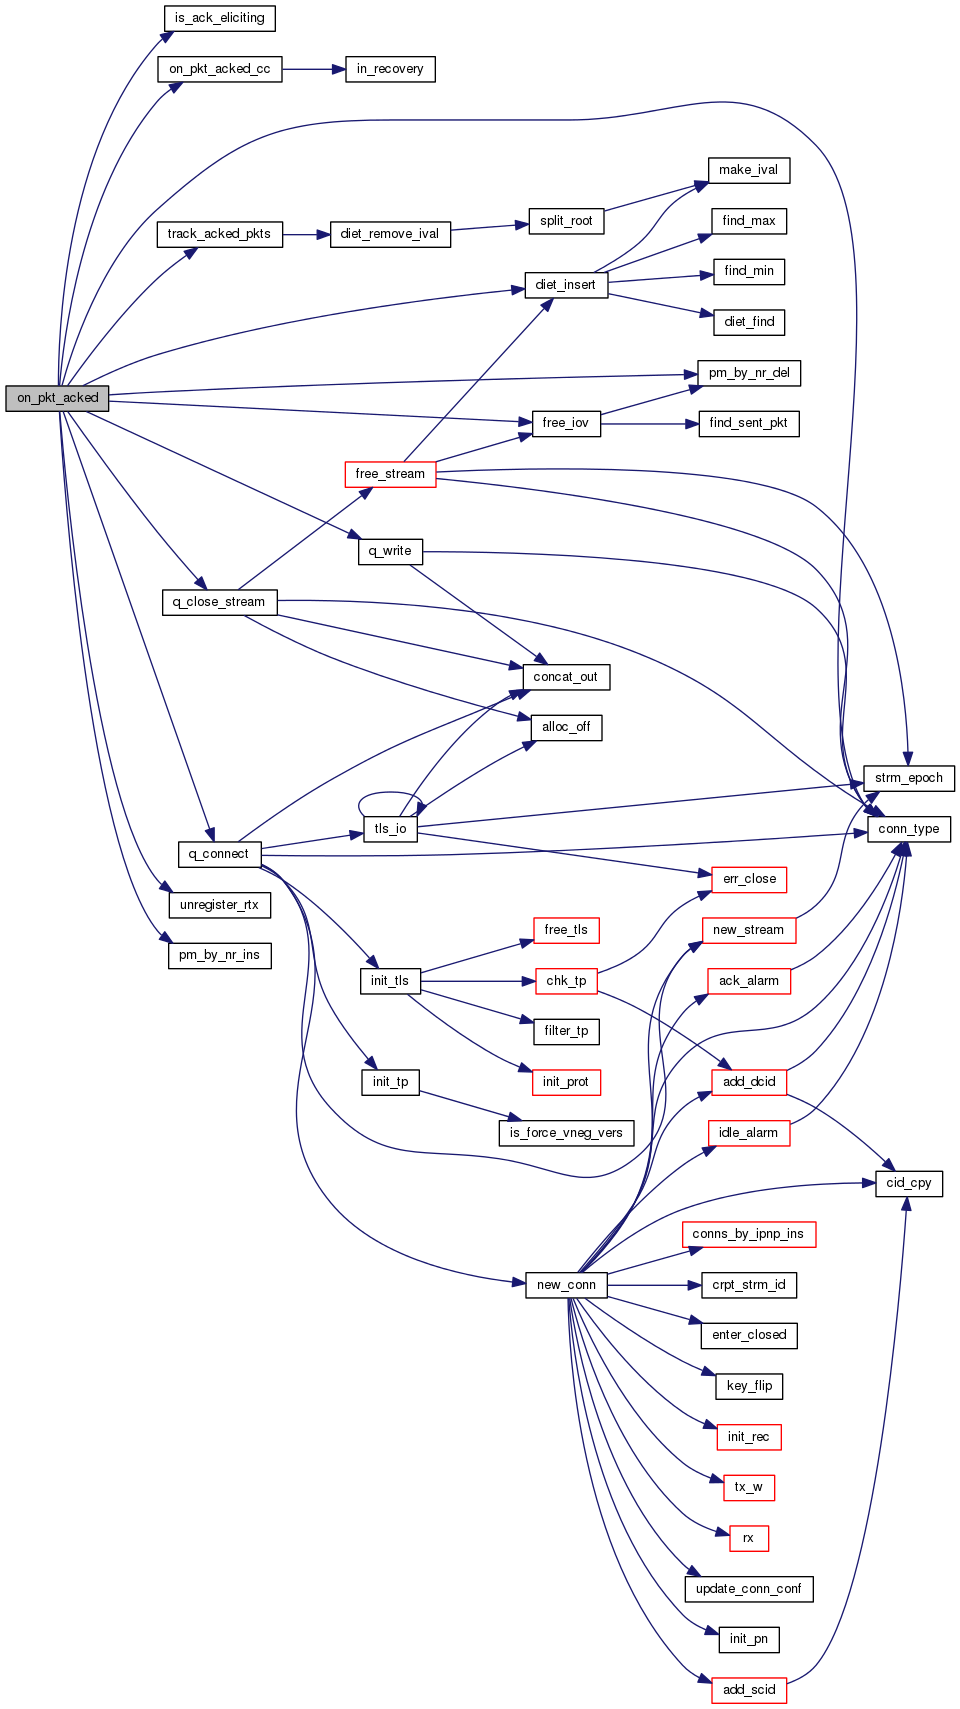 is_ack_eliciting
on_pkt_acked_cc
in_recovery
make_ival
find_max
track_acked_pkts
diet_remove_ival
split_root
find_min
diet_insert
diet_find
pm_by_nr_del
on_pkt_acked
free_iov
find_sent_pkt
free_stream
q_write
q_close_stream
concat_out
alloc_off
strm_epoch
tls_io
conn_type
q_connect
err_close
unregister_rtx
new_stream
free_tls
pm_by_nr_ins
init_tls
chk_tp
ack_alarm
filter_tp
init_tp
init_prot
add_dcid
is_force_vneg_vers
idle_alarm
cid_cpy
conns_by_ipnp_ins
new_conn
crpt_strm_id
enter_closed
key_flip
init_rec
tx_w
rx
update_conn_conf
init_pn
add_scid